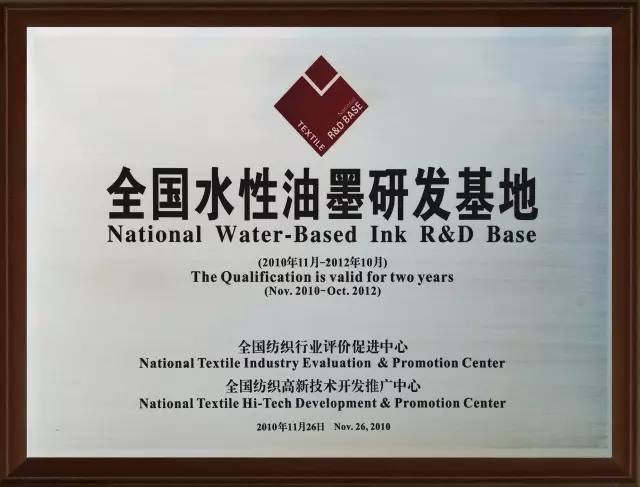 National
TEXTILE R&D BASE
全国水性油墨研发基地
National Water-Based Ink R&D Base
(2010年11月-2012年10月)
The Qualification is valid for two years
(Nov. 2010-Oct. 2012)
全国纺织行业评价促进中心
National Textile Industry Evaluation & Promotion Center
全国纺织高新技术开发推广中心
National Textile Hi-Tech Development & Promotion Center
2010年11月26日 Nov. 26, 2010